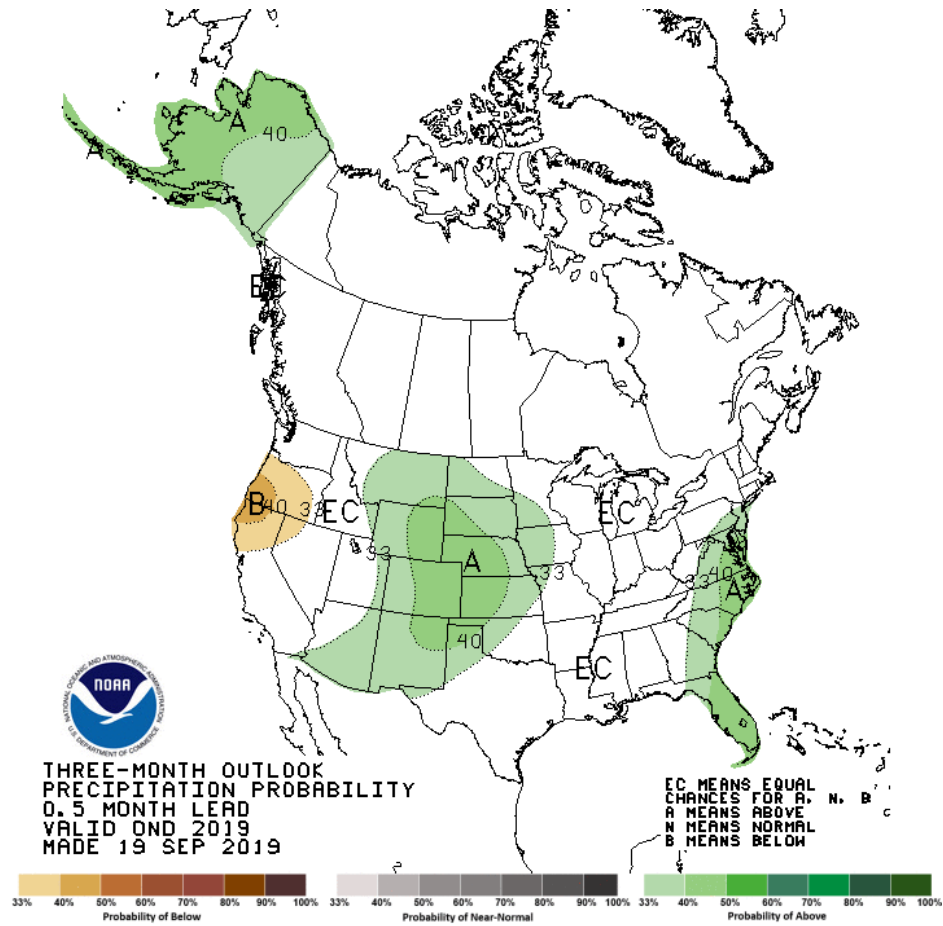 A
40
A
EC
B
40
33
EC
EC
33
A
33
40
33
A
40
EC
NATIONAL OCEANIC AND ATMOSPHERIC ADMINISTRATION
NOAA
U.S. DEPARTMENT OF COMMERCE
THREE-MONTH OUTLOOK
PRECIPITATION PROBABILITY
0.5 MONTH LEAD
VALID OND 2019
MADE 19 SEP 2019
EC MEANS EQUAL
CHANCES FOR A, N, B
A MEANS ABOVE
N MEANS NORMAL
B MEANS BELOW
33% 40% 50% 60% 70% 80% 90% 100%
Probability of Below
33% 40% 50% 60% 70% 80% 90% 100%
Probability of Near-Normal
33% 40% 50% 60% 70% 80% 90% 100%
Probability of Above